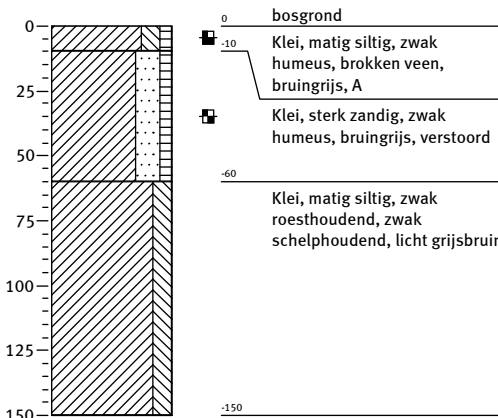 0
25
50
75
100
125
150
0
bosgrond
-10
Klei, matig siltig, zwak
humeus, brokken veen,
bruingrijs, A
Klei, sterk zandig, zwak
humeus, bruingrijs, verstoord
-60
Klei, matig siltig, zwak
roesthoudend, zwak
schelphoudend, licht grijsbruin
-150